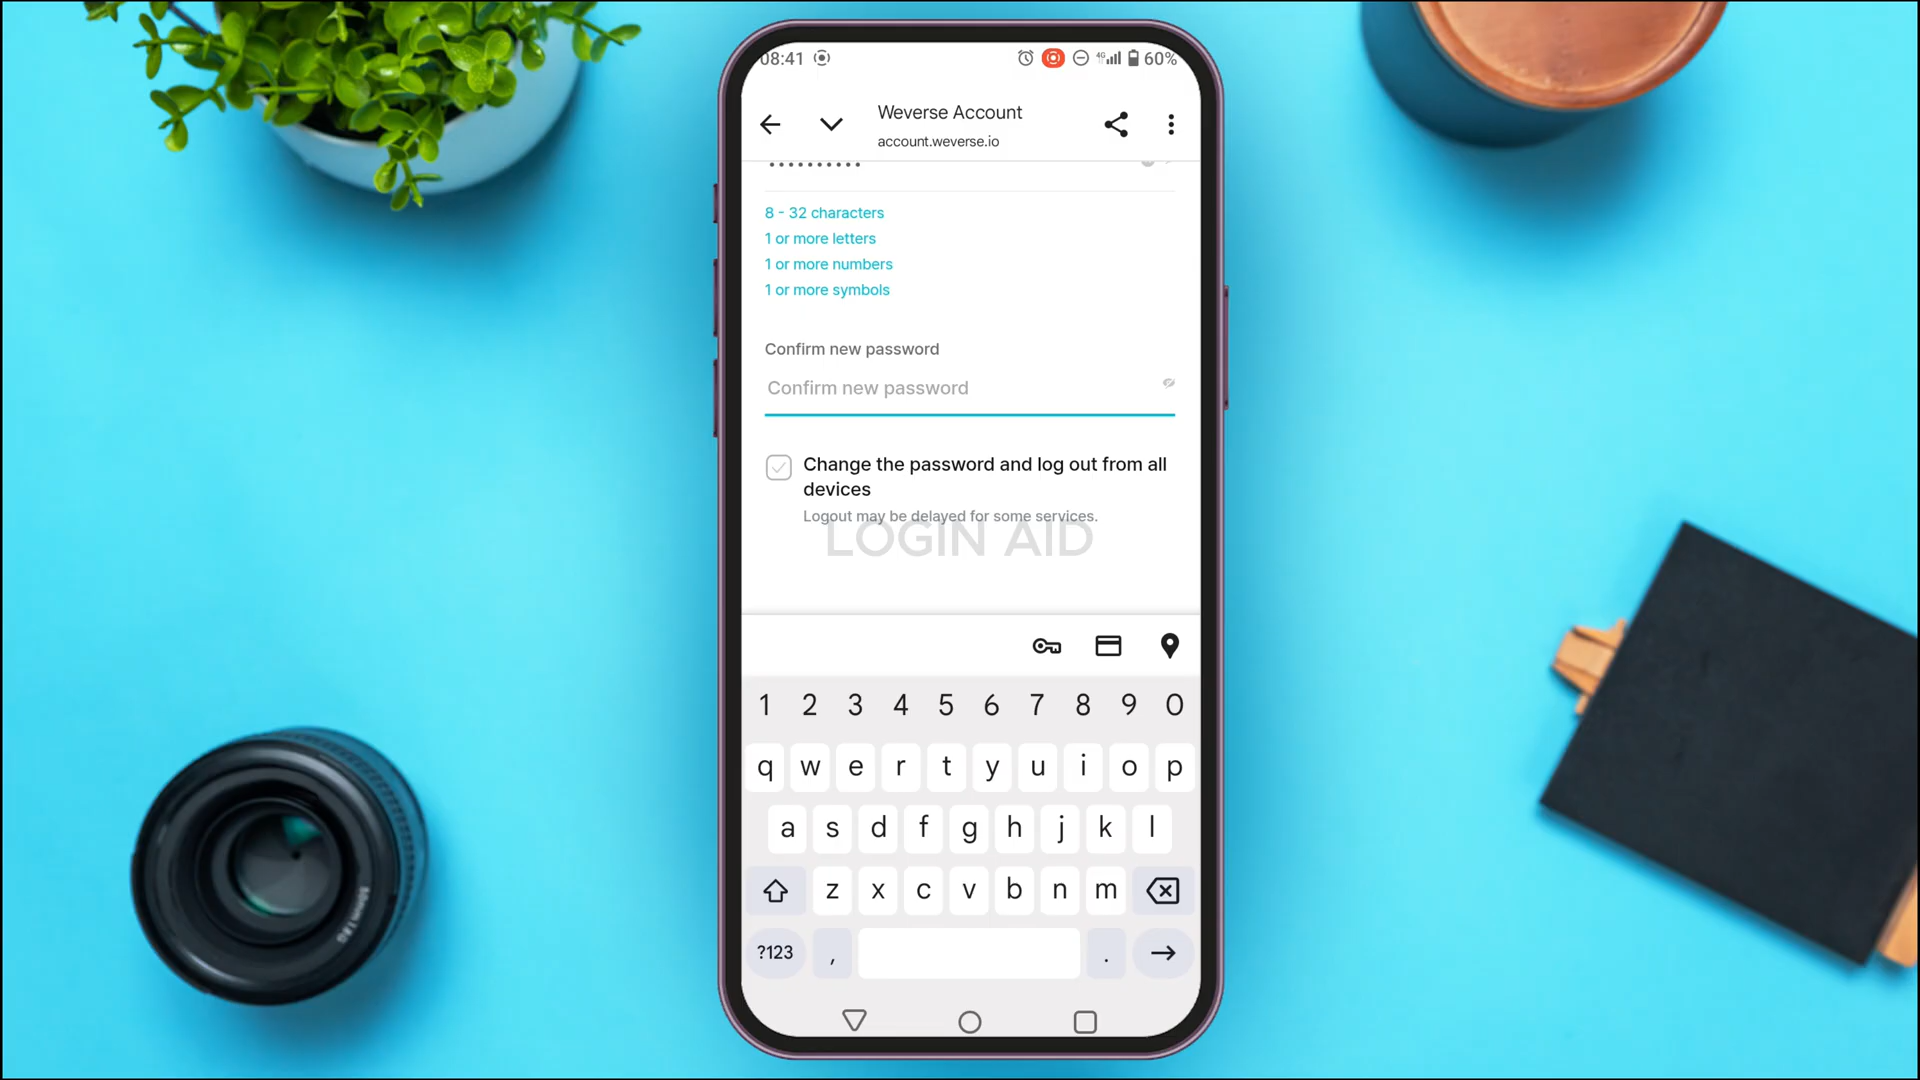 08:41 4G 60%
Weverse Account
account.weverse.io
••••••••••
8 - 32 characters
1 or more letters
1 or more numbers
1 or more symbols
Confirm new password
Confirm new password
Change the password and log out from all
devices
Logout may be delayed for some services.
LOGIN AID
1 2 3 4 5 6 7 8 9 0
q w e r t y u i o p
a s d f g h j k l
z x c v b n m
?123 , .